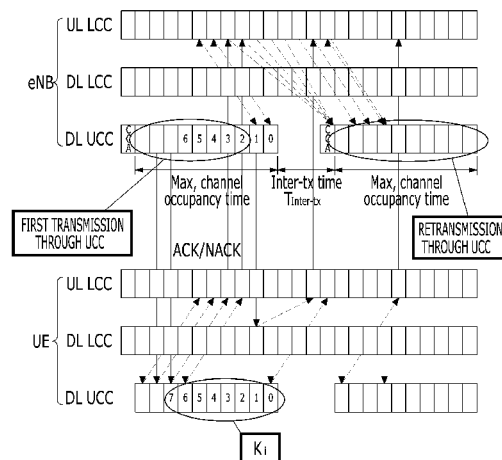 UL LCC
eNB
DL LCC
DL UCC
CCA
6 5 4 3 2 1 0
CCA
Max, channel occupancy time
Inter-tx time
TInter-tx
Max, channel occupancy time
FIRST TRANSMISSION
THROUGH UCC
RETRANSMISSION
THROUGH UCC
ACK/NACK
UL LCC
UE
DL LCC
DL UCC
7 6 5 4 3 2 1 0
Ki